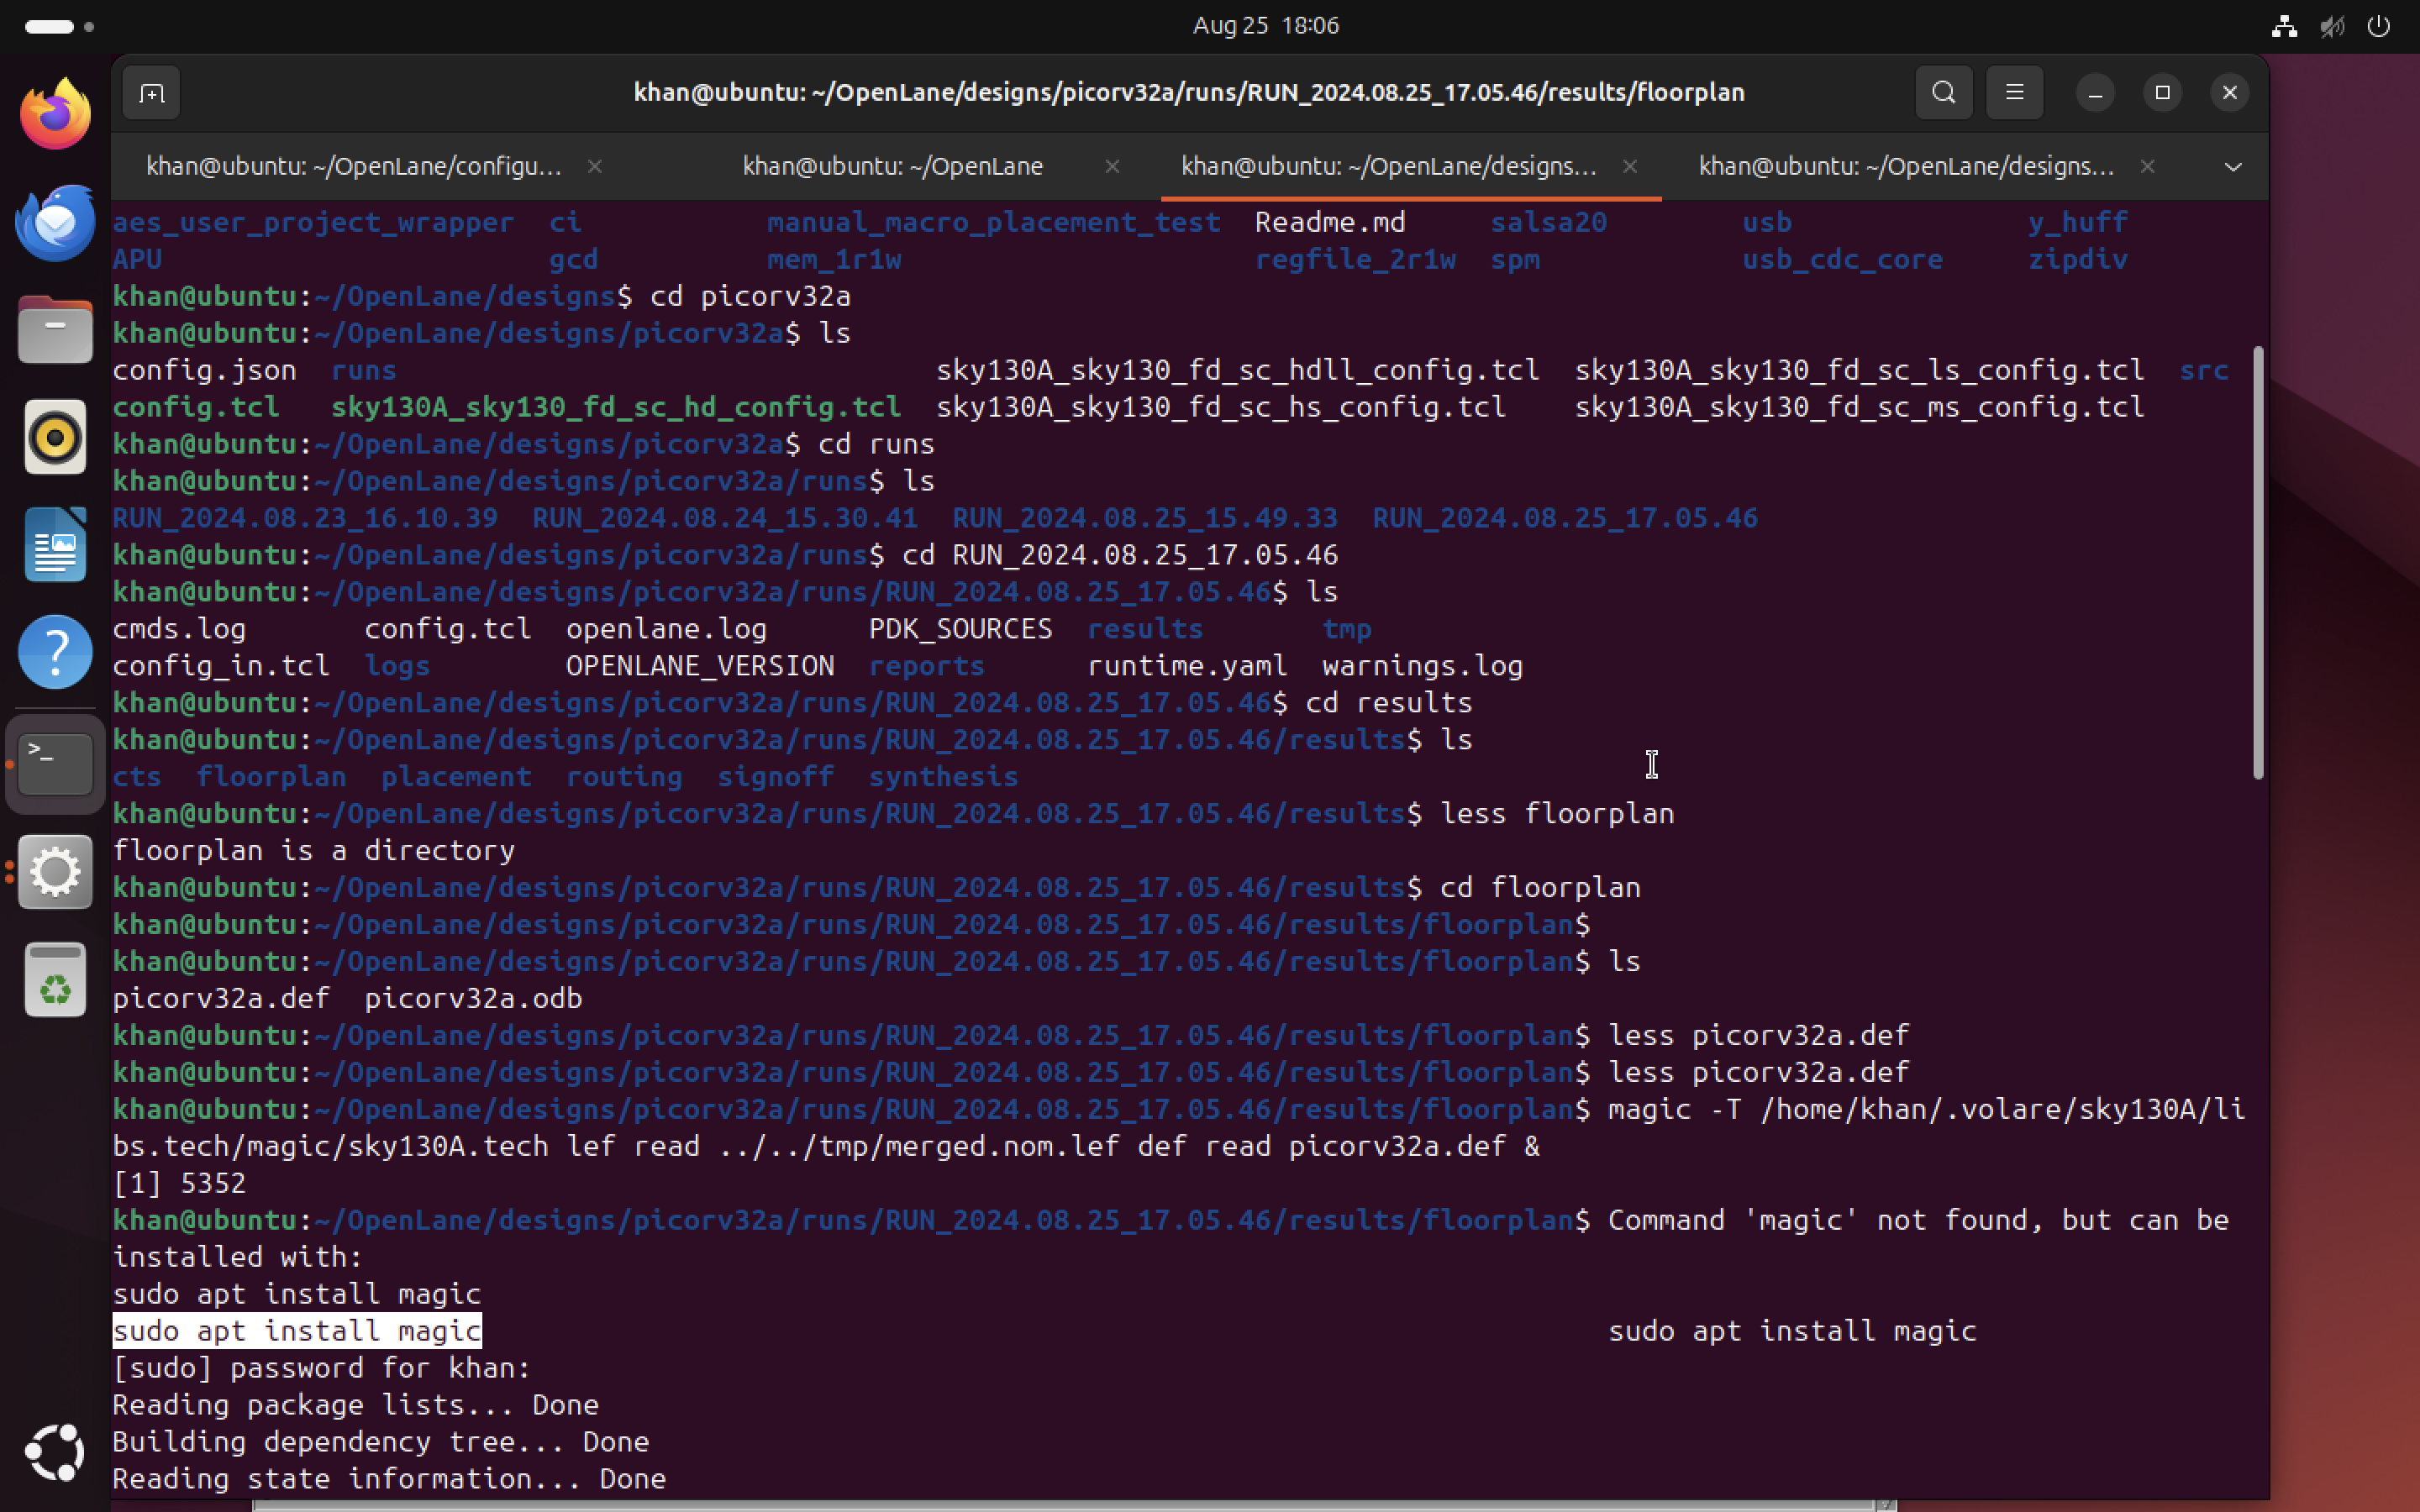 Aug 25 18:06
khan@ubuntu: ~/OpenLane/designs/picorv32a/runs/RUN_2024.08.25_17.05.46/results/floorplan
khan@ubuntu: ~/OpenLane/configu… khan@ubuntu: ~/OpenLane khan@ubuntu: ~/OpenLane/designs… khan@ubuntu: ~/OpenLane/designs…
aes_user_project_wrapper ci manual_macro_placement_test Readme.md salsa20 usb y_huff
APU gcd mem_1r1w regfile_2r1w spm usb_cdc_core zipdiv
khan@ubuntu:~/OpenLane/designs$ cd picorv32a
khan@ubuntu:~/OpenLane/designs/picorv32a$ ls
config.json runs sky130A_sky130_fd_sc_hdll_config.tcl sky130A_sky130_fd_sc_ls_config.tcl src
config.tcl sky130A_sky130_fd_sc_hd_config.tcl sky130A_sky130_fd_sc_hs_config.tcl sky130A_sky130_fd_sc_ms_config.tcl
khan@ubuntu:~/OpenLane/designs/picorv32a$ cd runs
khan@ubuntu:~/OpenLane/designs/picorv32a/runs$ ls
RUN_2024.08.23_16.10.39 RUN_2024.08.24_15.30.41 RUN_2024.08.25_15.49.33 RUN_2024.08.25_17.05.46
khan@ubuntu:~/OpenLane/designs/picorv32a/runs$ cd RUN_2024.08.25_17.05.46
khan@ubuntu:~/OpenLane/designs/picorv32a/runs/RUN_2024.08.25_17.05.46$ ls
cmds.log config.tcl openlane.log PDK_SOURCES results tmp
config_in.tcl logs OPENLANE_VERSION reports runtime.yaml warnings.log
khan@ubuntu:~/OpenLane/designs/picorv32a/runs/RUN_2024.08.25_17.05.46$ cd results
khan@ubuntu:~/OpenLane/designs/picorv32a/runs/RUN_2024.08.25_17.05.46/results$ ls
cts floorplan placement routing signoff synthesis
khan@ubuntu:~/OpenLane/designs/picorv32a/runs/RUN_2024.08.25_17.05.46/results$ less floorplan
floorplan is a directory
khan@ubuntu:~/OpenLane/designs/picorv32a/runs/RUN_2024.08.25_17.05.46/results$ cd floorplan
khan@ubuntu:~/OpenLane/designs/picorv32a/runs/RUN_2024.08.25_17.05.46/results/floorplan$
khan@ubuntu:~/OpenLane/designs/picorv32a/runs/RUN_2024.08.25_17.05.46/results/floorplan$ ls
picorv32a.def picorv32a.odb
khan@ubuntu:~/OpenLane/designs/picorv32a/runs/RUN_2024.08.25_17.05.46/results/floorplan$ less picorv32a.def
khan@ubuntu:~/OpenLane/designs/picorv32a/runs/RUN_2024.08.25_17.05.46/results/floorplan$ less picorv32a.def
khan@ubuntu:~/OpenLane/designs/picorv32a/runs/RUN_2024.08.25_17.05.46/results/floorplan$ magic -T /home/khan/.volare/sky130A/li
bs.tech/magic/sky130A.tech lef read ../../tmp/merged.nom.lef def read picorv32a.def &
[1] 5352
khan@ubuntu:~/OpenLane/designs/picorv32a/runs/RUN_2024.08.25_17.05.46/results/floorplan$ Command 'magic' not found, but can be
installed with:
sudo apt install magic
sudo apt install magic sudo apt install magic
[sudo] password for khan:
Reading package lists... Done
Building dependency tree... Done
Reading state information... Done